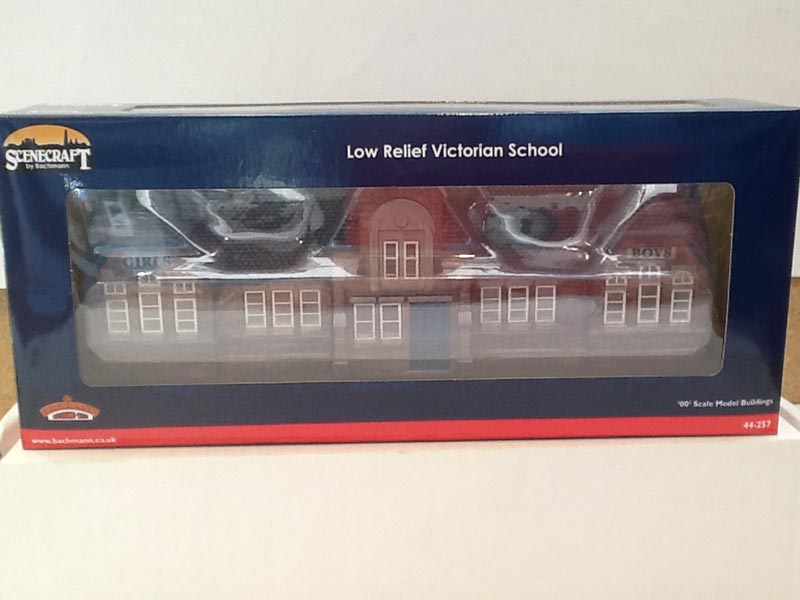 SCENECRAFT
by Bachmann
Low Relief Victorian School
GIRLS
BOYS
'00' Scale Model Buildings
www.bachmann.co.uk
44-257